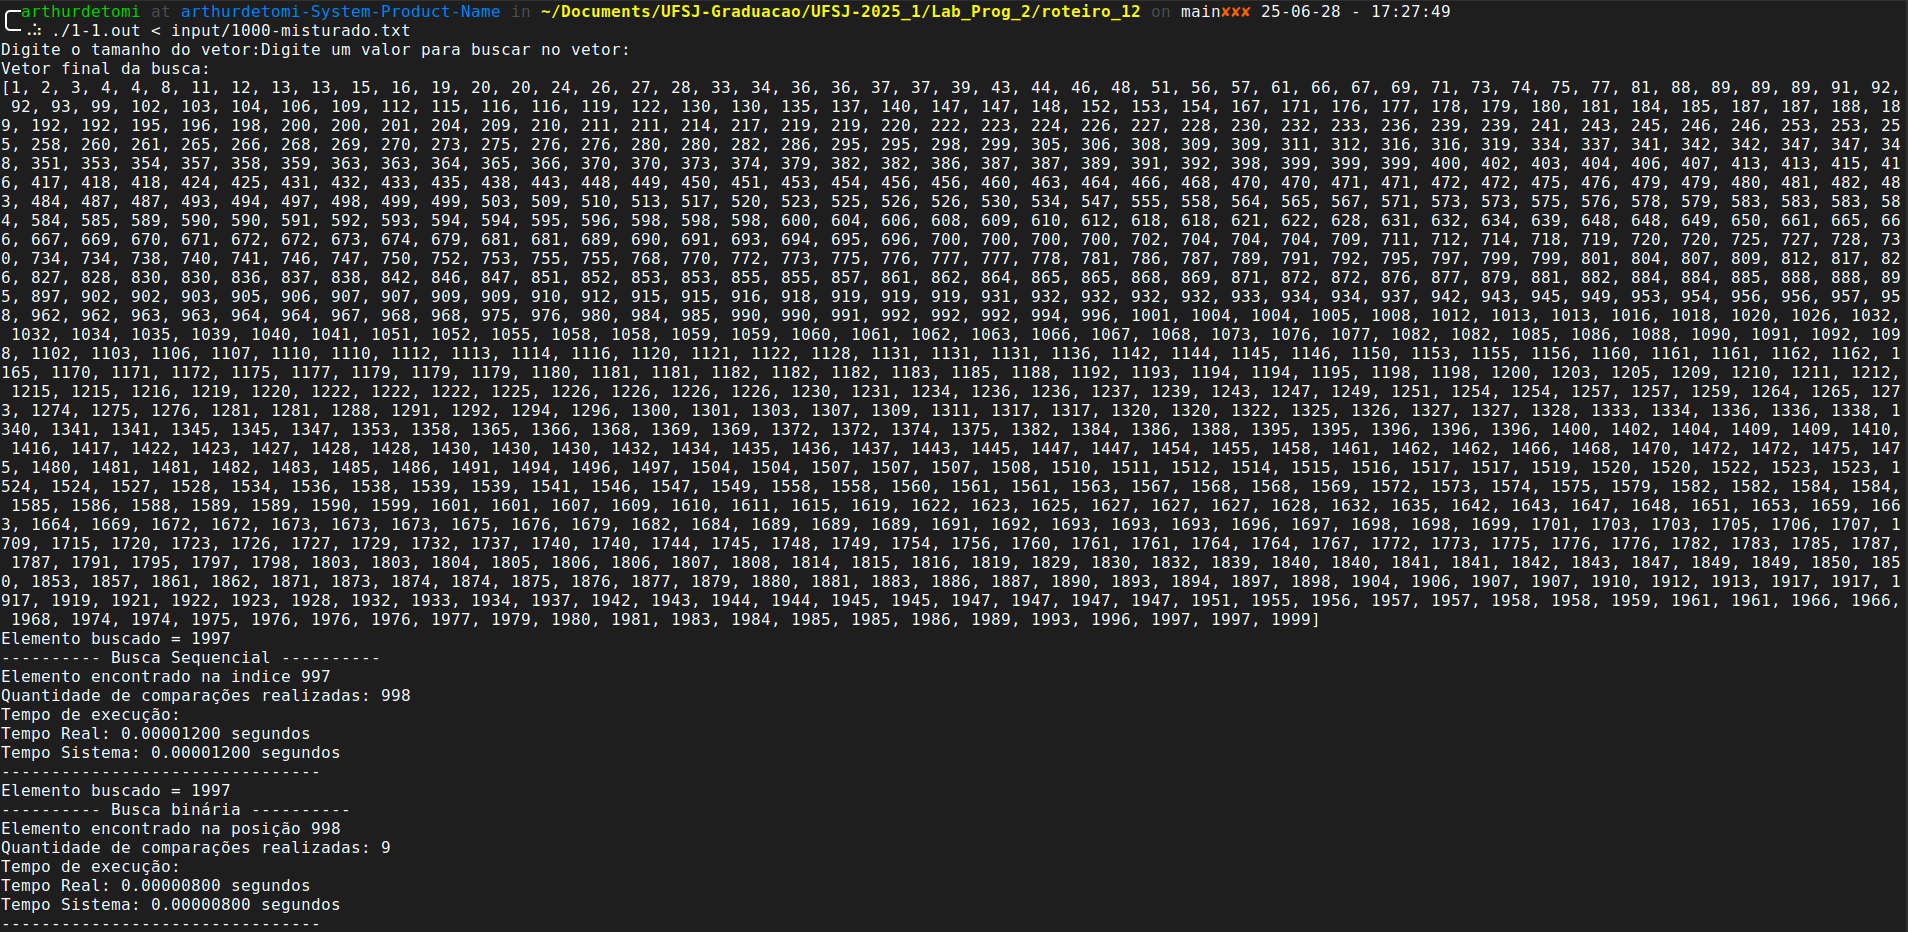 arthurdetomi at arthurdetomi-System-Product-Name in ~/Documents/UFSJ-Graduacao/UFSJ-2025_1/Lab_Prog_2/roteiro_12 on main✘✘✘ 25-06-28 - 17:27:49
./1-1.out < input/1000-misturado.txt
Digite o tamanho do vetor:Digite um valor para buscar no vetor:
Vetor final da busca:
[1, 2, 3, 4, 4, 8, 11, 12, 13, 13, 15, 16, 19, 20, 20, 24, 26, 27, 28, 33, 34, 36, 36, 37, 37, 39, 43, 44, 46, 48, 51, 56, 57, 61, 66, 67, 69, 71, 73, 74, 75, 77, 81, 88, 89, 89, 89, 91, 92,
92, 93, 99, 102, 103, 104, 106, 109, 112, 115, 116, 116, 119, 122, 130, 130, 135, 137, 140, 147, 147, 148, 152, 153, 154, 167, 171, 176, 177, 178, 179, 180, 181, 184, 185, 187, 187, 188, 18
9, 192, 192, 195, 196, 198, 200, 200, 201, 204, 209, 210, 211, 211, 214, 217, 219, 219, 220, 222, 223, 224, 226, 227, 228, 230, 232, 233, 236, 239, 239, 241, 243, 245, 246, 246, 253, 253, 25
5, 258, 260, 261, 265, 266, 268, 269, 270, 273, 275, 276, 276, 280, 280, 282, 286, 295, 295, 298, 299, 305, 306, 308, 309, 309, 311, 312, 316, 316, 319, 334, 337, 341, 342, 342, 347, 347, 34
8, 351, 353, 354, 357, 358, 359, 363, 363, 364, 365, 366, 370, 370, 373, 374, 379, 382, 382, 386, 387, 387, 389, 391, 392, 398, 399, 399, 399, 400, 402, 403, 404, 406, 407, 413, 413, 415, 41
6, 417, 418, 418, 424, 425, 431, 432, 433, 435, 438, 443, 448, 449, 450, 451, 453, 454, 456, 456, 460, 463, 464, 466, 468, 470, 470, 471, 471, 472, 472, 475, 476, 479, 479, 480, 481, 482, 48
3, 484, 487, 487, 493, 494, 497, 498, 499, 499, 503, 509, 510, 513, 517, 520, 523, 525, 526, 526, 530, 534, 547, 555, 558, 564, 565, 567, 571, 573, 573, 575, 576, 578, 579, 583, 583, 583, 58
4, 584, 585, 589, 590, 590, 591, 592, 593, 594, 594, 595, 596, 598, 598, 598, 600, 604, 606, 608, 609, 610, 612, 618, 618, 621, 622, 628, 631, 632, 634, 639, 648, 648, 649, 650, 661, 665, 66
6, 667, 669, 670, 671, 672, 672, 673, 674, 679, 681, 681, 689, 690, 691, 693, 694, 695, 696, 700, 700, 700, 700, 702, 704, 704, 704, 709, 711, 712, 714, 718, 719, 720, 720, 725, 727, 728, 73
0, 734, 734, 738, 740, 741, 746, 747, 750, 752, 753, 755, 755, 768, 770, 772, 773, 775, 776, 777, 777, 778, 781, 786, 787, 789, 791, 792, 795, 797, 799, 799, 801, 804, 807, 809, 812, 817, 82
6, 827, 828, 830, 830, 836, 837, 838, 842, 846, 847, 851, 852, 853, 853, 855, 855, 857, 861, 862, 864, 865, 865, 868, 869, 871, 872, 872, 876, 877, 879, 881, 882, 884, 884, 885, 888, 888, 89
5, 897, 902, 902, 903, 905, 906, 907, 907, 909, 909, 910, 912, 915, 915, 916, 918, 919, 919, 919, 931, 932, 932, 932, 932, 933, 934, 934, 937, 942, 943, 945, 949, 953, 954, 956, 956, 957, 95
8, 962, 962, 963, 963, 964, 964, 967, 968, 968, 975, 976, 980, 984, 985, 990, 990, 991, 992, 992, 992, 994, 996, 1001, 1004, 1004, 1005, 1008, 1012, 1013, 1013, 1016, 1018, 1020, 1026, 1032,
1032, 1034, 1035, 1039, 1040, 1041, 1051, 1052, 1055, 1058, 1058, 1059, 1059, 1060, 1061, 1062, 1063, 1066, 1067, 1068, 1073, 1076, 1077, 1082, 1082, 1085, 1086, 1088, 1090, 1091, 1092, 109
8, 1102, 1103, 1106, 1107, 1110, 1110, 1112, 1113, 1114, 1116, 1120, 1121, 1122, 1128, 1131, 1131, 1131, 1136, 1142, 1144, 1145, 1146, 1150, 1153, 1155, 1156, 1160, 1161, 1161, 1162, 1162, 1
165, 1170, 1171, 1172, 1175, 1177, 1179, 1179, 1179, 1180, 1181, 1181, 1182, 1182, 1182, 1183, 1185, 1188, 1192, 1193, 1194, 1194, 1195, 1198, 1198, 1200, 1203, 1205, 1209, 1210, 1211, 1212,
1215, 1215, 1216, 1219, 1220, 1222, 1222, 1222, 1225, 1226, 1226, 1226, 1226, 1230, 1231, 1234, 1236, 1236, 1237, 1239, 1243, 1247, 1249, 1251, 1254, 1254, 1257, 1257, 1259, 1264, 1265, 127
3, 1274, 1275, 1276, 1281, 1281, 1288, 1291, 1292, 1294, 1296, 1300, 1301, 1303, 1307, 1309, 1311, 1317, 1317, 1320, 1320, 1322, 1325, 1326, 1327, 1327, 1328, 1333, 1334, 1336, 1336, 1338, 1
340, 1341, 1341, 1345, 1345, 1347, 1353, 1358, 1365, 1366, 1368, 1369, 1369, 1372, 1372, 1374, 1375, 1382, 1384, 1386, 1388, 1395, 1395, 1396, 1396, 1396, 1400, 1402, 1404, 1409, 1409, 1410,
1416, 1417, 1422, 1423, 1427, 1428, 1428, 1430, 1430, 1430, 1432, 1434, 1435, 1436, 1437, 1443, 1445, 1447, 1447, 1454, 1455, 1458, 1461, 1462, 1462, 1466, 1468, 1470, 1472, 1472, 1475, 147
5, 1480, 1481, 1481, 1482, 1483, 1485, 1486, 1491, 1494, 1496, 1497, 1504, 1504, 1507, 1507, 1507, 1508, 1510, 1511, 1512, 1514, 1515, 1516, 1517, 1517, 1519, 1520, 1520, 1522, 1523, 1523, 1
524, 1524, 1527, 1528, 1534, 1536, 1538, 1539, 1539, 1541, 1546, 1547, 1549, 1558, 1558, 1560, 1561, 1561, 1563, 1567, 1568, 1568, 1569, 1572, 1573, 1574, 1575, 1579, 1582, 1582, 1584, 1584,
1585, 1586, 1588, 1589, 1589, 1590, 1599, 1601, 1601, 1607, 1609, 1610, 1611, 1615, 1619, 1622, 1623, 1625, 1627, 1627, 1627, 1628, 1632, 1635, 1642, 1643, 1647, 1648, 1651, 1653, 1659, 166
3, 1664, 1669, 1672, 1672, 1673, 1673, 1673, 1675, 1676, 1679, 1682, 1684, 1689, 1689, 1689, 1691, 1692, 1693, 1693, 1693, 1696, 1697, 1698, 1698, 1699, 1701, 1703, 1703, 1705, 1706, 1707, 1
709, 1715, 1720, 1723, 1726, 1727, 1729, 1732, 1737, 1740, 1740, 1744, 1745, 1748, 1749, 1754, 1756, 1760, 1761, 1761, 1764, 1764, 1767, 1772, 1773, 1775, 1776, 1776, 1782, 1783, 1785, 1787,
1787, 1791, 1795, 1797, 1798, 1803, 1803, 1804, 1805, 1806, 1806, 1807, 1808, 1814, 1815, 1816, 1819, 1829, 1830, 1832, 1839, 1840, 1840, 1841, 1841, 1842, 1843, 1847, 1849, 1849, 1850, 185
0, 1853, 1857, 1861, 1862, 1871, 1873, 1874, 1874, 1875, 1876, 1877, 1879, 1880, 1881, 1883, 1886, 1887, 1890, 1893, 1894, 1897, 1898, 1904, 1906, 1907, 1907, 1910, 1912, 1913, 1917, 1917, 1
917, 1919, 1921, 1922, 1923, 1928, 1932, 1933, 1934, 1937, 1942, 1943, 1944, 1944, 1945, 1945, 1947, 1947, 1947, 1947, 1951, 1955, 1956, 1957, 1957, 1958, 1958, 1959, 1961, 1961, 1966, 1966,
1968, 1974, 1974, 1975, 1976, 1976, 1976, 1977, 1979, 1980, 1981, 1983, 1984, 1985, 1985, 1986, 1989, 1993, 1996, 1997, 1997, 1999]
Elemento buscado = 1997
---------- Busca Sequencial ----------
Elemento encontrado na indice 997
Quantidade de comparações realizadas: 998
Tempo de execução:
Tempo Real: 0.00001200 segundos
Tempo Sistema: 0.00001200 segundos
--------------------------------
Elemento buscado = 1997
---------- Busca binária ----------
Elemento encontrado na posição 998
Quantidade de comparações realizadas: 9
Tempo de execução:
Tempo Real: 0.00000800 segundos
Tempo Sistema: 0.00000800 segundos
--------------------------------